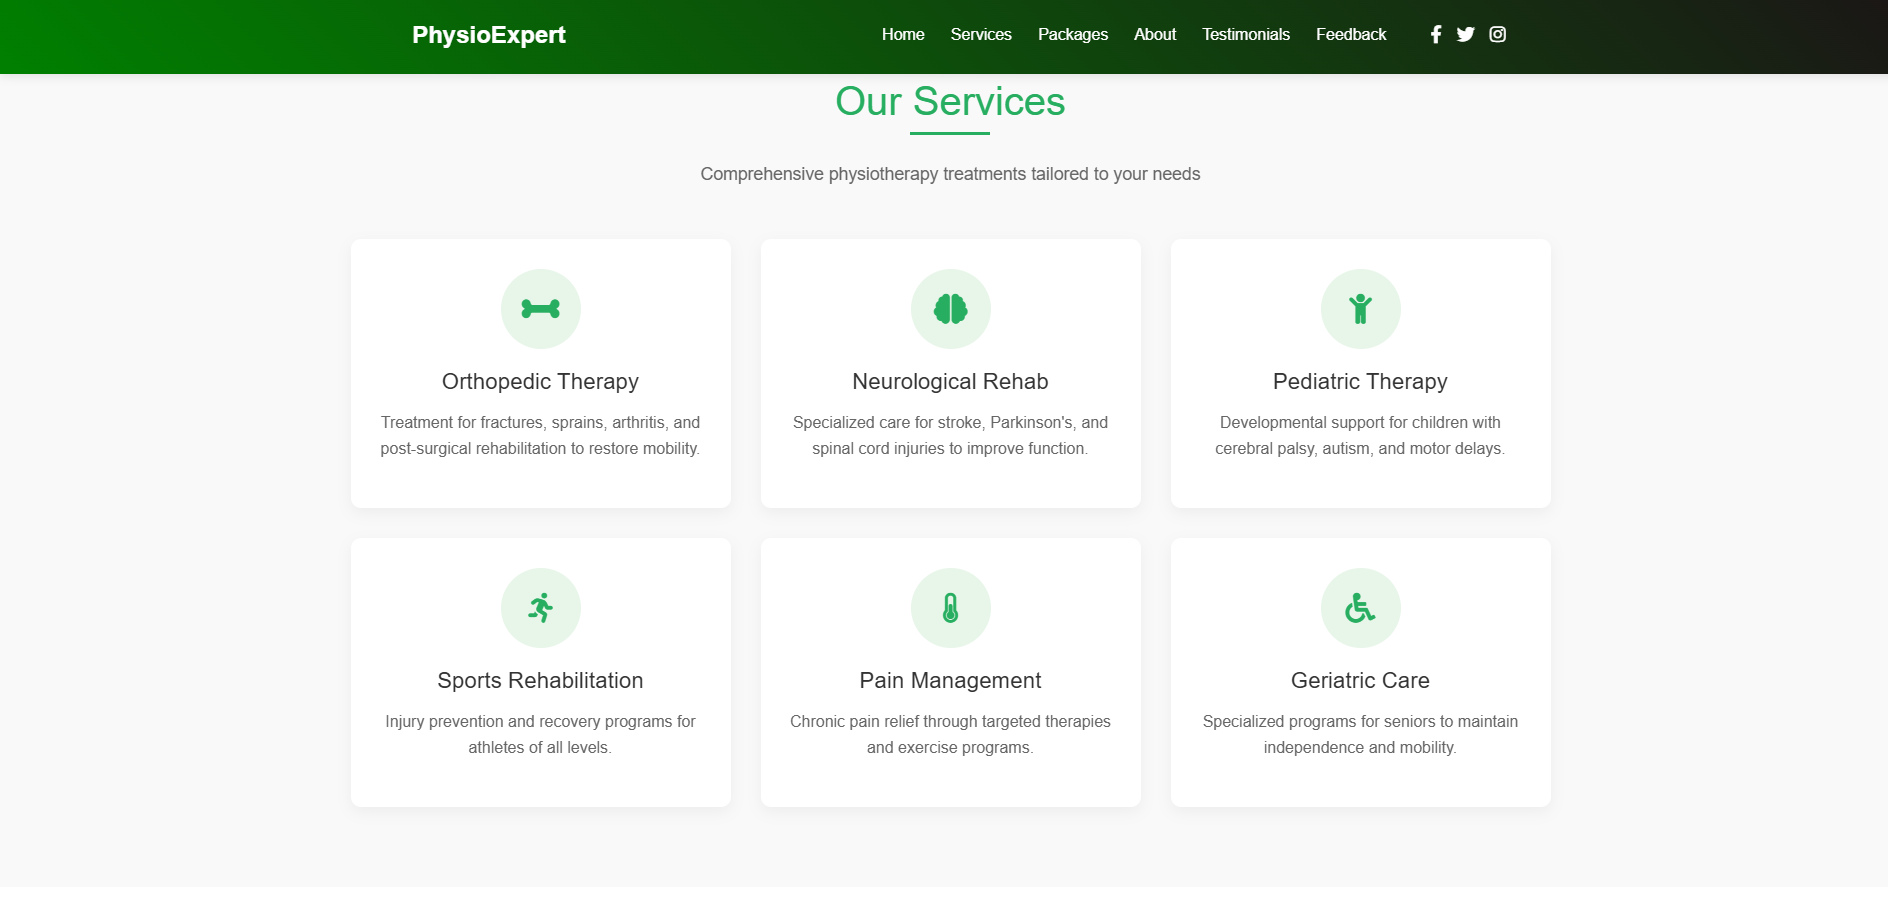 PhysioExpert
Home Services Packages About Testimonials Feedback
Our Services
Comprehensive physiotherapy treatments tailored to your needs
Orthopedic Therapy
Treatment for fractures, sprains, arthritis, and
post-surgical rehabilitation to restore mobility.
Neurological Rehab
Specialized care for stroke, Parkinson's, and
spinal cord injuries to improve function.
Pediatric Therapy
Developmental support for children with
cerebral palsy, autism, and motor delays.
Sports Rehabilitation
Injury prevention and recovery programs for
athletes of all levels.
Pain Management
Chronic pain relief through targeted therapies
and exercise programs.
Geriatric Care
Specialized programs for seniors to maintain
independence and mobility.